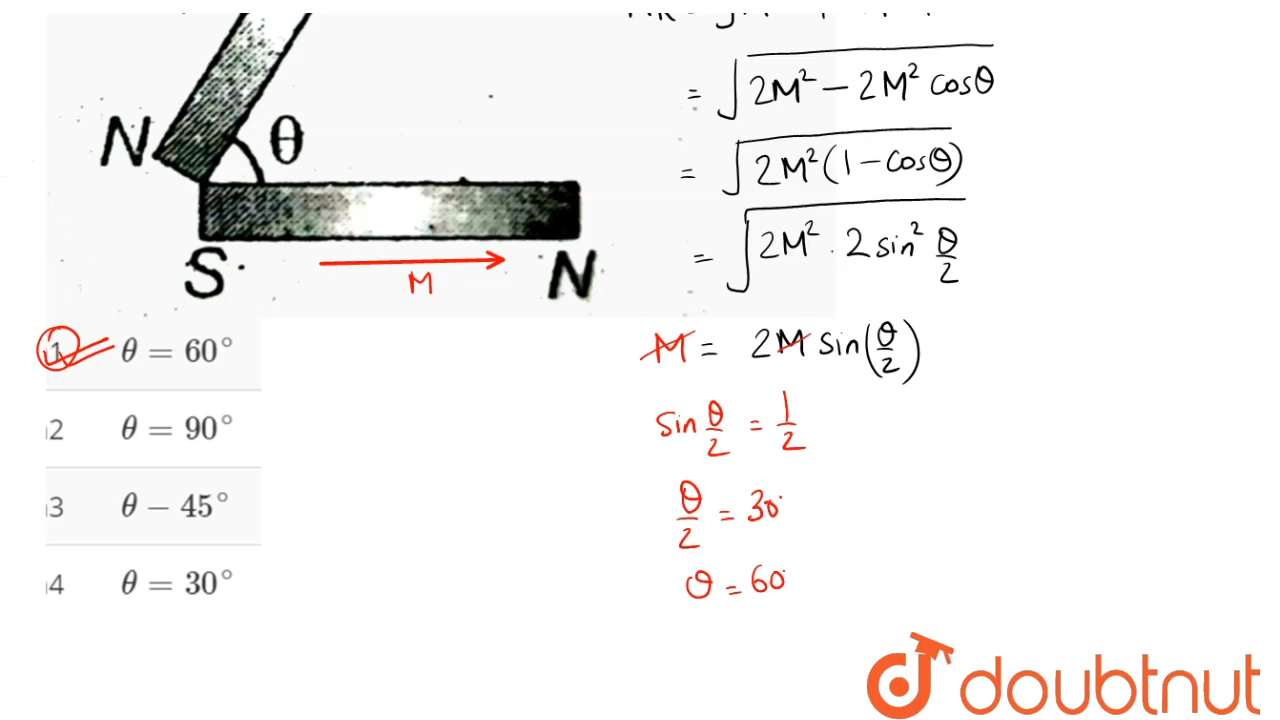 N θ
S N
M
1 θ = 60°
2 θ = 90°
3 θ − 45°
4 θ = 30°
= √2M² − 2M² cosθ
= √2M²(1 − cosθ)
= √2M² . 2 sin² θ/2
M = 2M sin(θ/2)
sin θ/2 = 1/2
θ/2 = 30°
θ = 60°
doubtnut